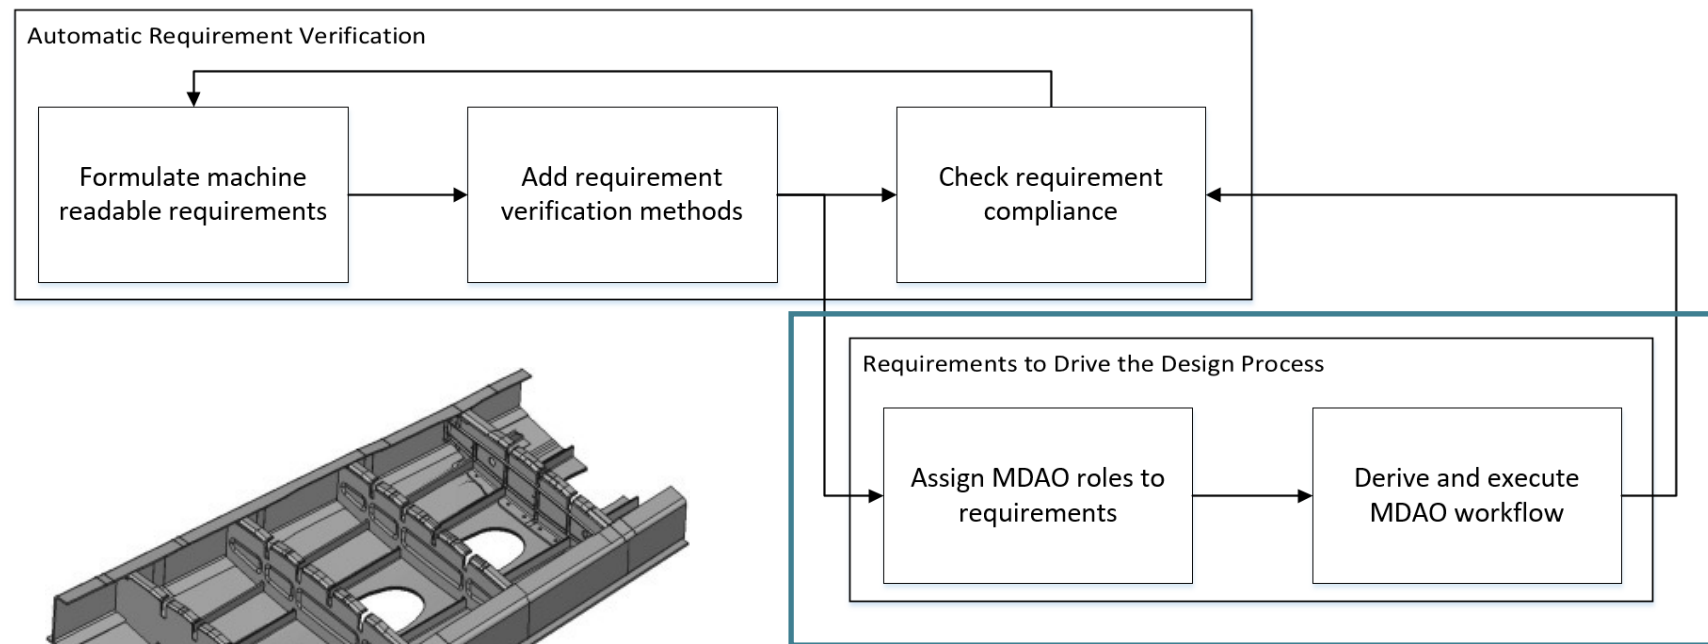 Automatic Requirement Verification
Formulate machine
readable requirements
Add requirement
verification methods
Check requirement
compliance
Requirements to Drive the Design Process
Assign MDAO roles to
requirements
Derive and execute
MDAO workflow